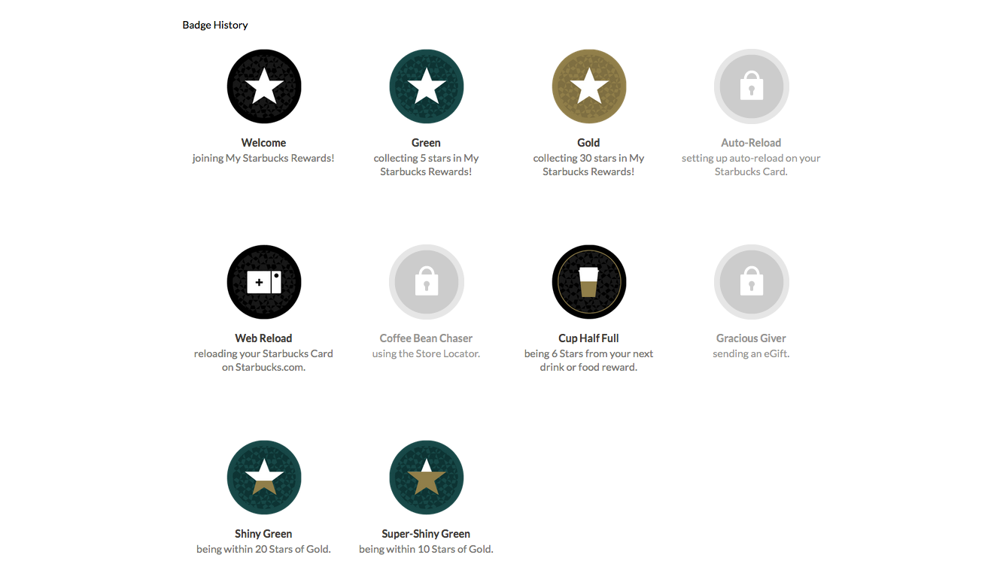 Badge History
Welcome
joining My Starbucks Rewards!
Green
collecting 5 stars in My
Starbucks Rewards!
Gold
collecting 30 stars in My
Starbucks Rewards!
Auto-Reload
setting up auto-reload on your
Starbucks Card.
Web Reload
reloading your Starbucks Card
on Starbucks.com.
Coffee Bean Chaser
using the Store Locator.
Cup Half Full
being 6 Stars from your next
drink or food reward.
Gracious Giver
sending an eGift.
Shiny Green
being within 20 Stars of Gold.
Super-Shiny Green
being within 10 Stars of Gold.